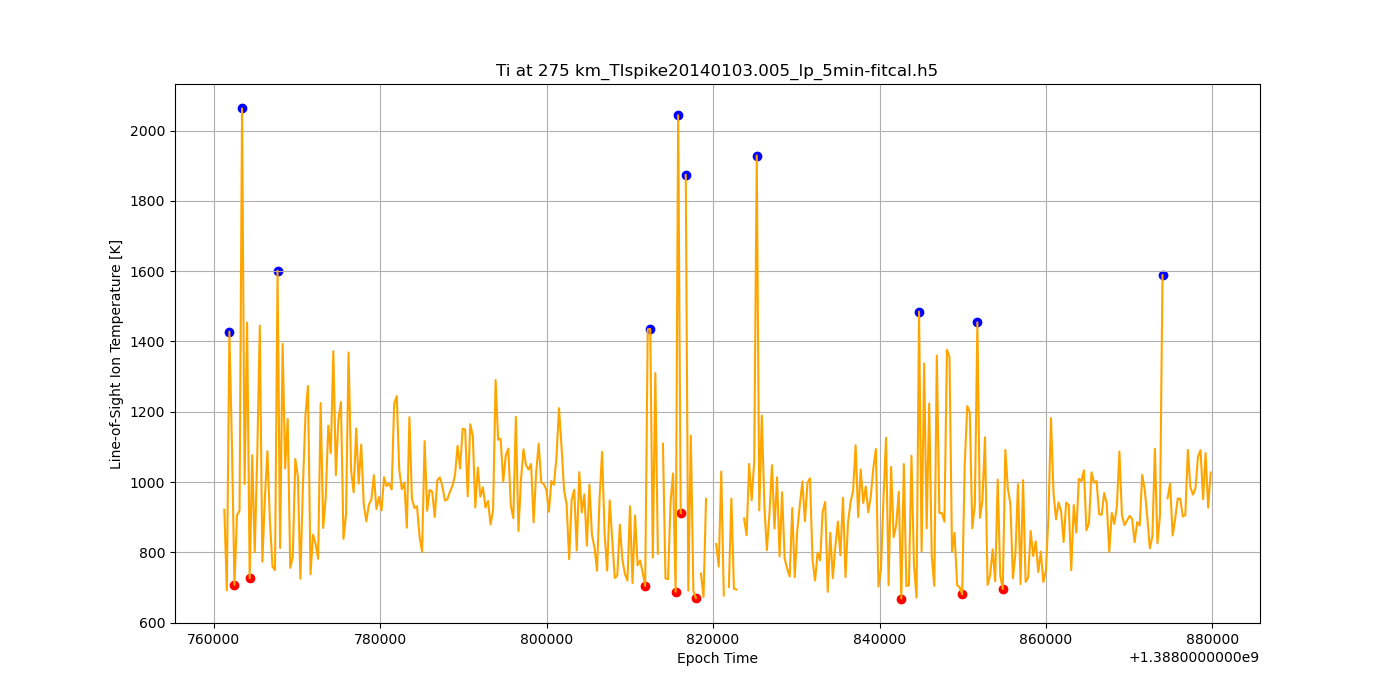 Ti at 275 km_TIspike20140103.005_lp_5min-fitcal.h5
Line-of-Sight Ion Temperature [K]
2000
1800
1600
1400
1200
1000
800
600
760000 780000 800000 820000 840000 860000 880000
Epoch Time
+1.3880000000e9